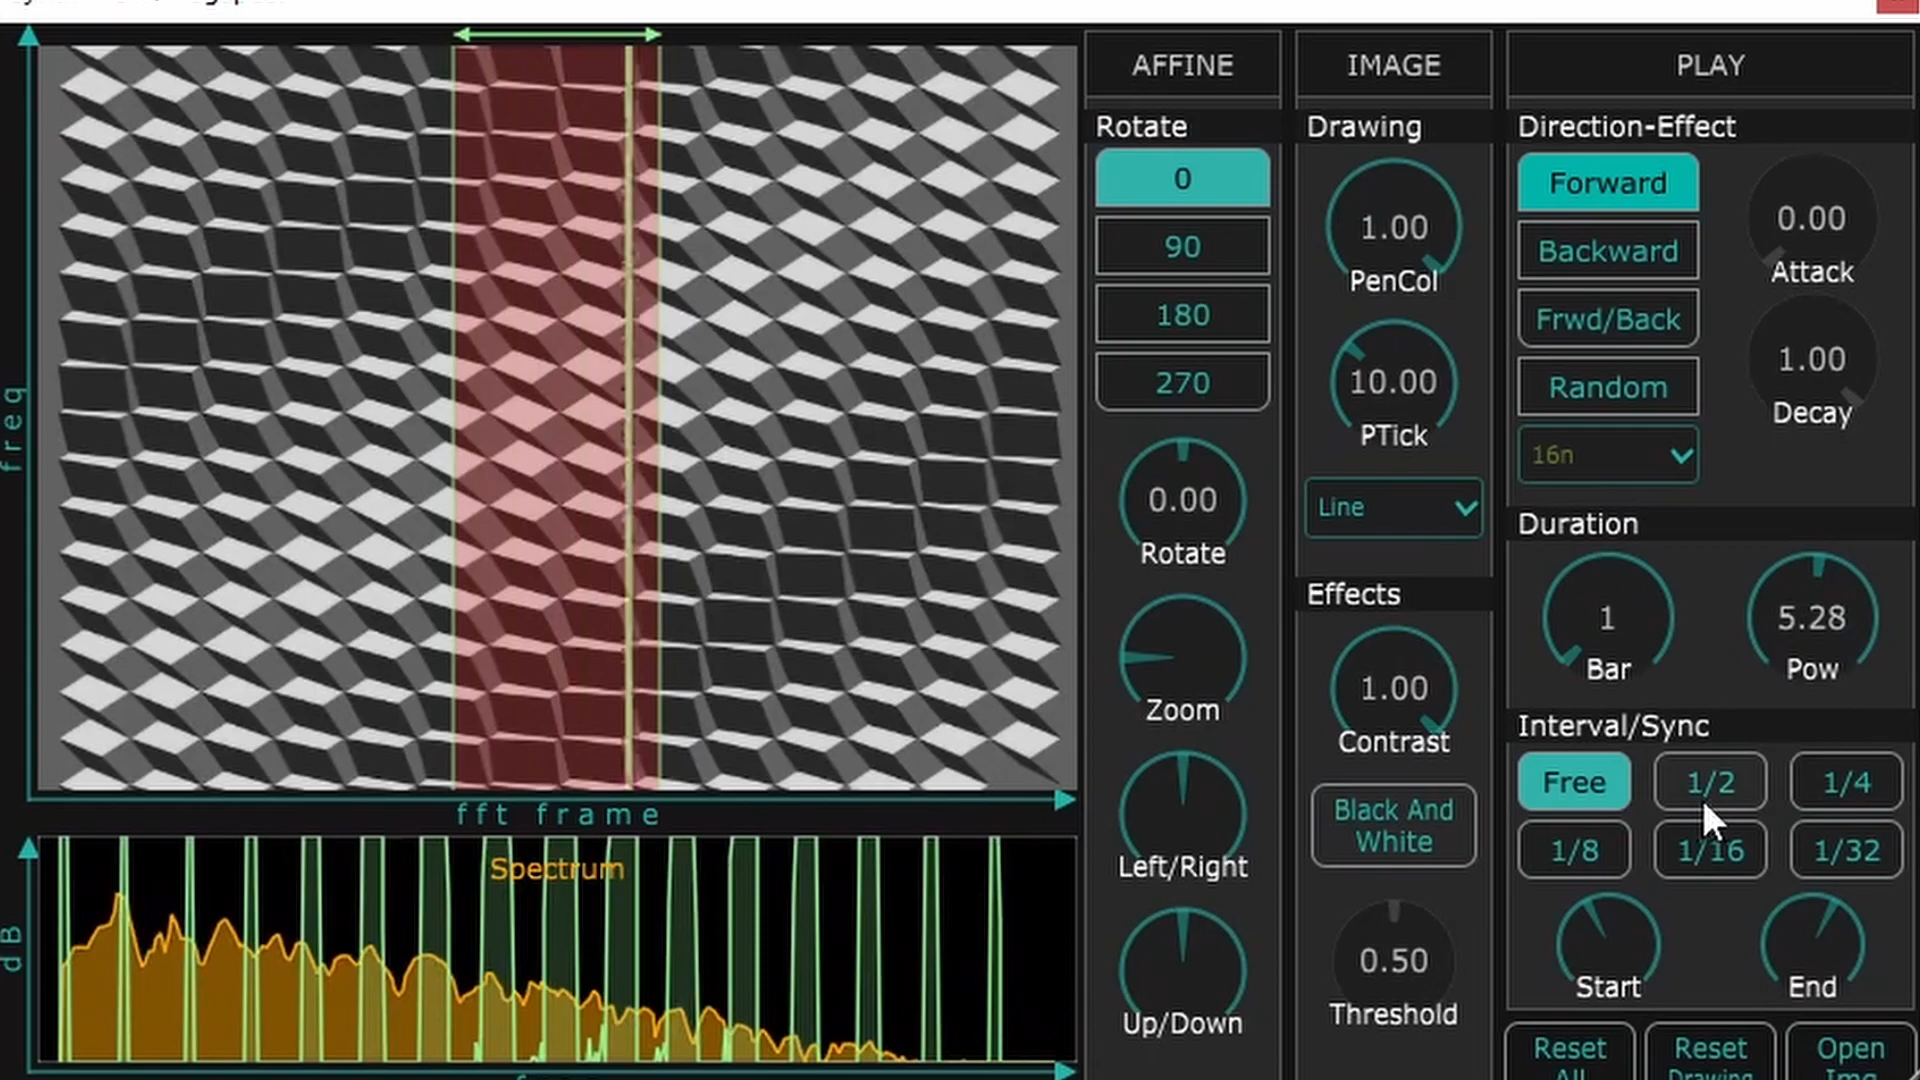 AFFINE
IMAGE
PLAY
Rotate
Drawing
Direction-Effect
0
90
180
270
1.00
PenCol
10.00
PTick
Line
Forward
Backward
Frwd/Back
Random
16n
0.00
Attack
1.00
Decay
0.00
Rotate
Zoom
Left/Right
Up/Down
Effects
1.00
Contrast
Black And
White
0.50
Threshold
Duration
1
Bar
5.28
Pow
Interval/Sync
Free
1/2
1/4
1/8
1/16
1/32
Start
End
Reset
All
Reset
Drawing
Open
Img
freq
fft frame
Spectrum
dB